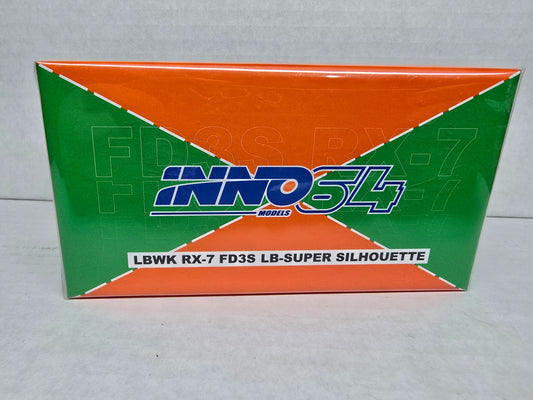 FD3S RX-7
INNO64
MODELS
LBWK RX-7 FD3S LB-SUPER SILHOUETTE